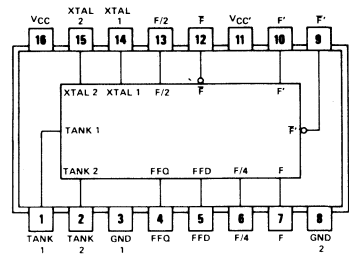 VCC XTAL 2 XTAL 1 F/2 F̅ VCC' F' F̅'
16 15 14 13 12 11 10 9
XTAL 2 XTAL 1 F/2 F̅ F'
TANK 1 F̅'
TANK 2 FFQ FFD F/4 F
1 2 3 4 5 6 7 8
TANK 1 TANK 2 GND 1 FFQ FFD F/4 F GND 2